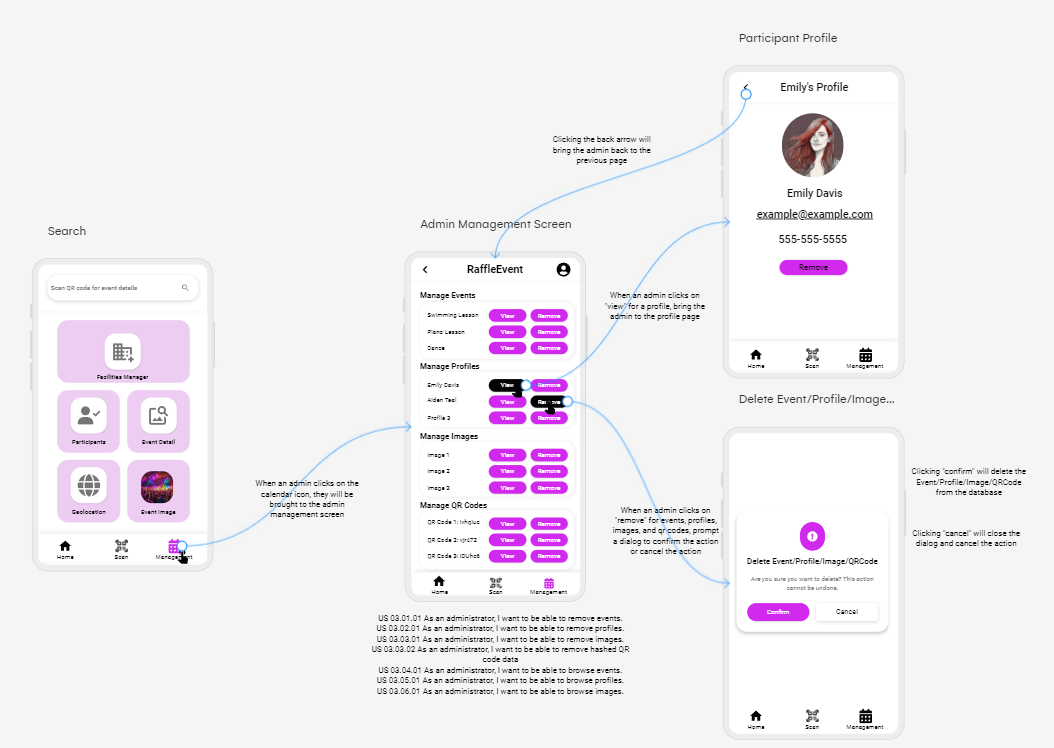 Participant Profile
Emily's Profile
Emily Davis
example@example.com
555-555-5555
Remove
Home
Scan
Management
Clicking the back arrow will
bring the admin back to the
previous page
Search
Scan QR code for event details
Facilities Manager
Participants
Event Detail
Geolocation
Event Image
Home
Scan
Management
When an admin clicks on the
calendar icon, they will be
brought to the admin
management screen
Admin Management Screen
RaffleEvent
Manage Events
Swimming Lesson View Remove
Piano Lesson View Remove
Dance View Remove
Manage Profiles
Emily Davis View Remove
Aiden Teal View Remove
Profile 3 View Remove
Manage Images
Image 1 View Remove
Image 2 View Remove
Image 3 View Remove
Manage QR Codes
QR Code 1: View Remove
QR Code 2: View Remove
QR Code 3: View Remove
Home
Scan
Management
When an admin clicks on
"view" for a profile, bring the
admin to the profile page
When an admin clicks on
"remove" for events, profiles,
images, and qr codes, prompt
a dialog to confirm the action
or cancel the action
US 03.01.01 As an administrator, I want to be able to remove events.
US 03.02.01 As an administrator, I want to be able to remove profiles.
US 03.03.01 As an administrator, I want to be able to remove images.
US 03.03.02 As an administrator, I want to be able to remove hashed QR
code data
US 03.04.01 As an administrator, I want to be able to browse events.
US 03.05.01 As an administrator, I want to be able to browse profiles.
US 03.06.01 As an administrator, I want to be able to browse images.
Delete Event/Profile/Image...
Delete Event/Profile/Image/QRCode
Are you sure you want to delete? This action
cannot be undone.
Confirm
Cancel
Home
Scan
Management
Clicking "confirm" will delete the
Event/Profile/Image/QRCode
from the database
Clicking "cancel" will close the
dialog and cancel the action